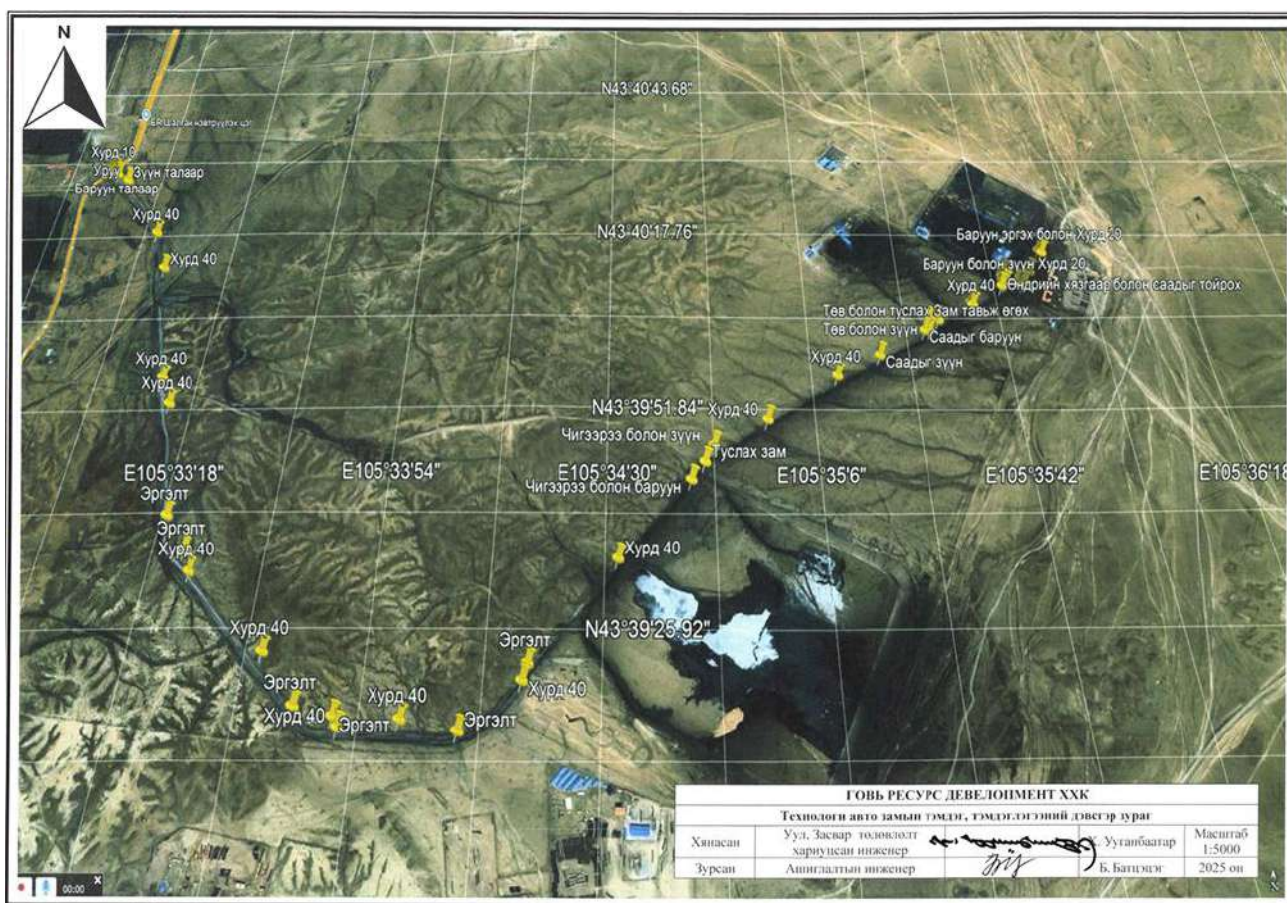 N
N43°40'43.68"
Хурд 10
Уруу
Зүүн талаар
Баруун талаар
Хурд 40
N43°40'17.76"
Хурд 40
Баруун эргэх болон Хурд 20
Баруун болон зүүн Хурд 20
Хурд 40
Өндрийн хязгаар болон саадыг тойрох
Төв болон туслах Зам тавьж өгөх
Төв болон зүүн
Саадыг баруун
Саадыг зүүн
Хурд 40
Хурд 40
Хурд 40
N43°39'51.84"
Хурд 40
Чигээрээ болон зүүн
Туслах зам
E105°33'18"
E105°33'54"
E105°34'30"
E105°35'6"
E105°35'42"
E105°36'18
Чигээрээ болон баруун
Эргэлт
Эргэлт
Хурд 40
Хурд 40
N43°39'25.92"
Хурд 40
Эргэлт
Хурд 40
Эргэлт
Хурд 40
Хурд 40
Эргэлт
Эргэлт
ГОВЬ РЕСУРС ДЕВЕЛОПМЕНТ ХХК
Технологи авто замын тэмдэг, тэмдэглэгээний дэвсгэр зураг
Хянасан
Уул, Засвар төлөвлөлт
хариуцсан инженер
Х. Ууганбаатар
Масштаб
1:5000
Зурсан
Ашиглалтын инженер
Б. Батцэцэг
2025 он
00:00